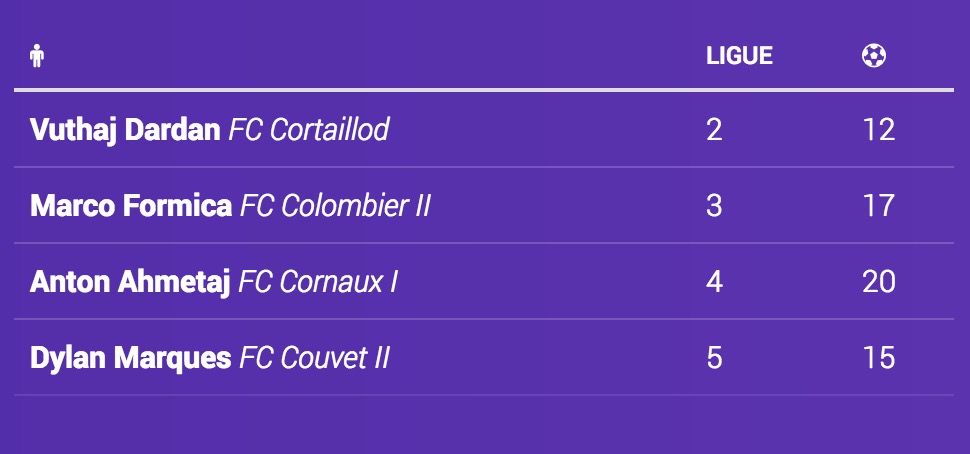 LIGUE
Vuthaj Dardan FC Cortaillod 2 12
Marco Formica FC Colombier II 3 17
Anton Ahmetaj FC Cornaux I 4 20
Dylan Marques FC Couvet II 5 15